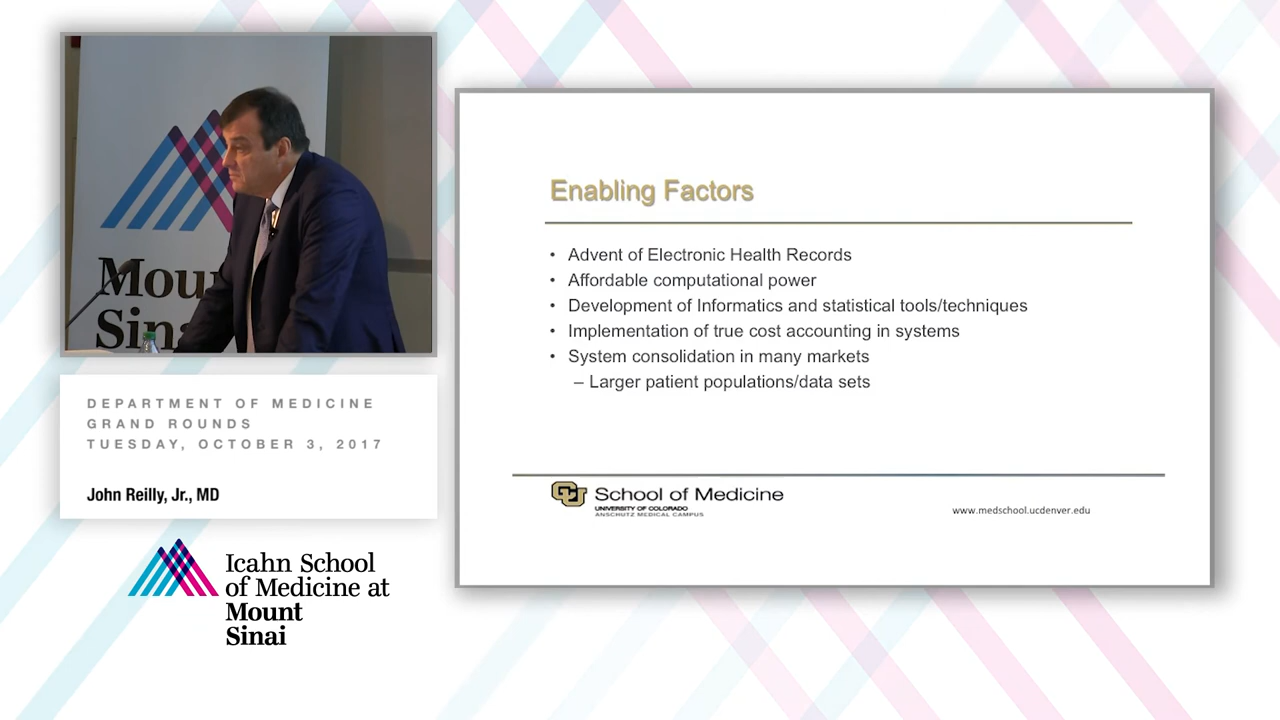 Mount
Sinai
DEPARTMENT OF MEDICINE
GRAND ROUNDS
TUESDAY, OCTOBER 3, 2017
John Reilly, Jr., MD
Icahn School
of Medicine at
Mount
Sinai
Enabling Factors
• Advent of Electronic Health Records
• Affordable computational power
• Development of Informatics and statistical tools/techniques
• Implementation of true cost accounting in systems
• System consolidation in many markets
– Larger patient populations/data sets
CU School of Medicine
UNIVERSITY OF COLORADO
ANSCHUTZ MEDICAL CAMPUS
www.medschool.ucdenver.edu